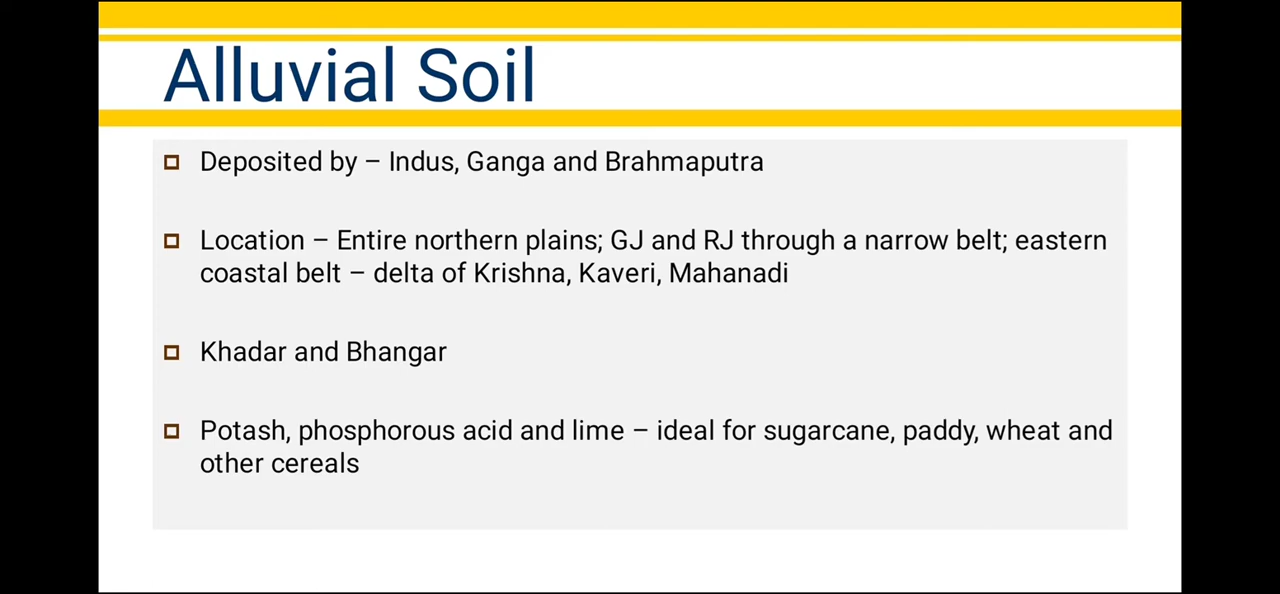 Alluvial Soil
Deposited by – Indus, Ganga and Brahmaputra
Location – Entire northern plains; GJ and RJ through a narrow belt; eastern
coastal belt – delta of Krishna, Kaveri, Mahanadi
Khadar and Bhangar
Potash, phosphorous acid and lime – ideal for sugarcane, paddy, wheat and
other cereals